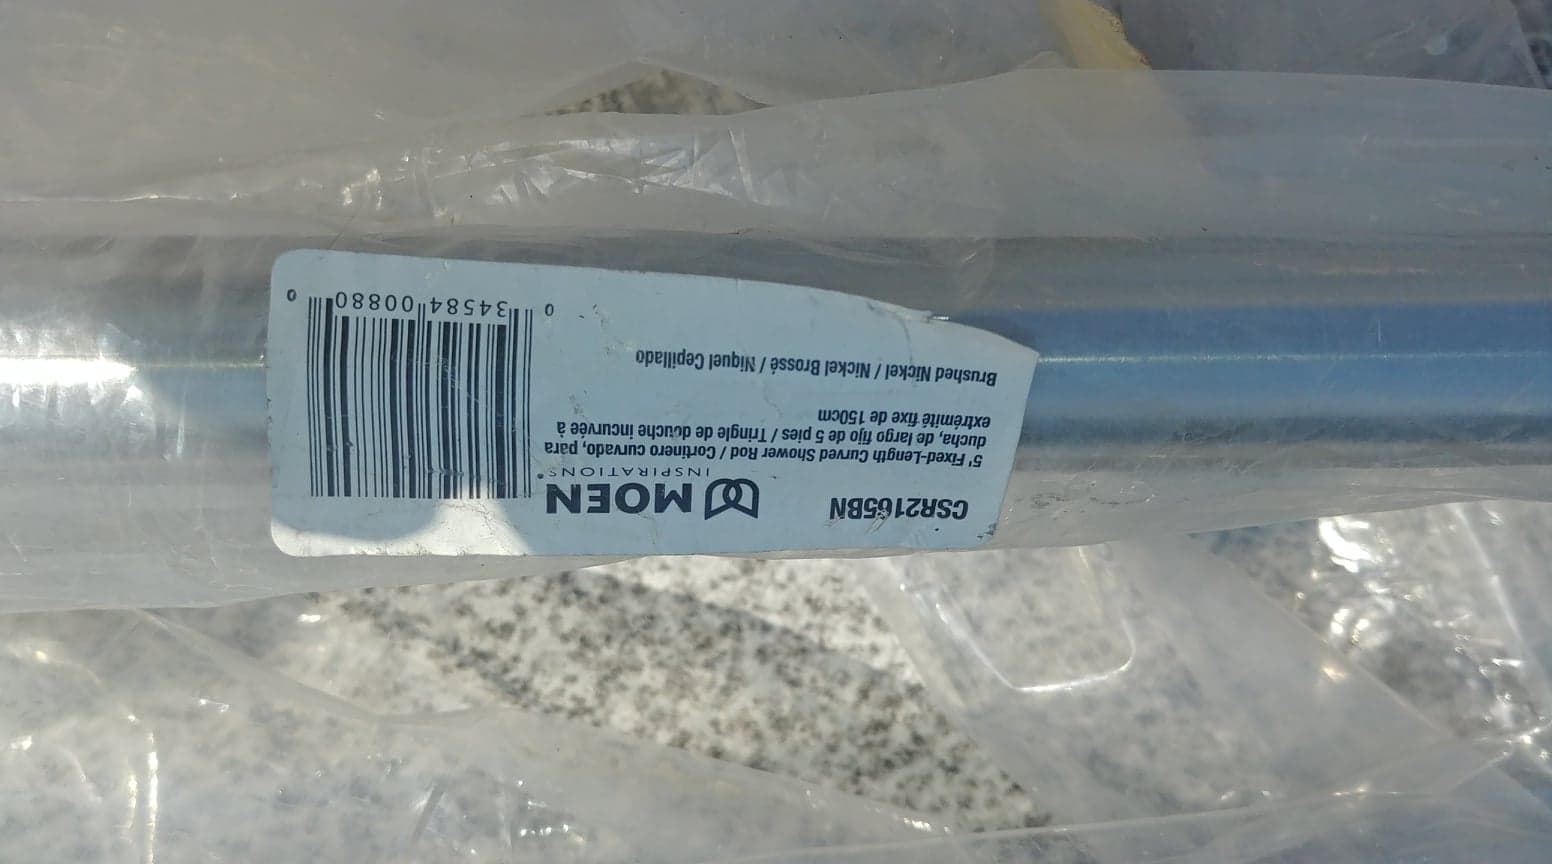 CSR2165BN
MOEN
INSPIRATIONS
5' Fixed-Length Curved Shower Rod / Cortinero curvado, para
ducha, de largo fijo de 5 pies / Tringle de douche incurvée à
extrémité fixe de 150cm
Brushed Nickel / Nickel Brossé / Niquel Cepillado
0 34584 00880 0